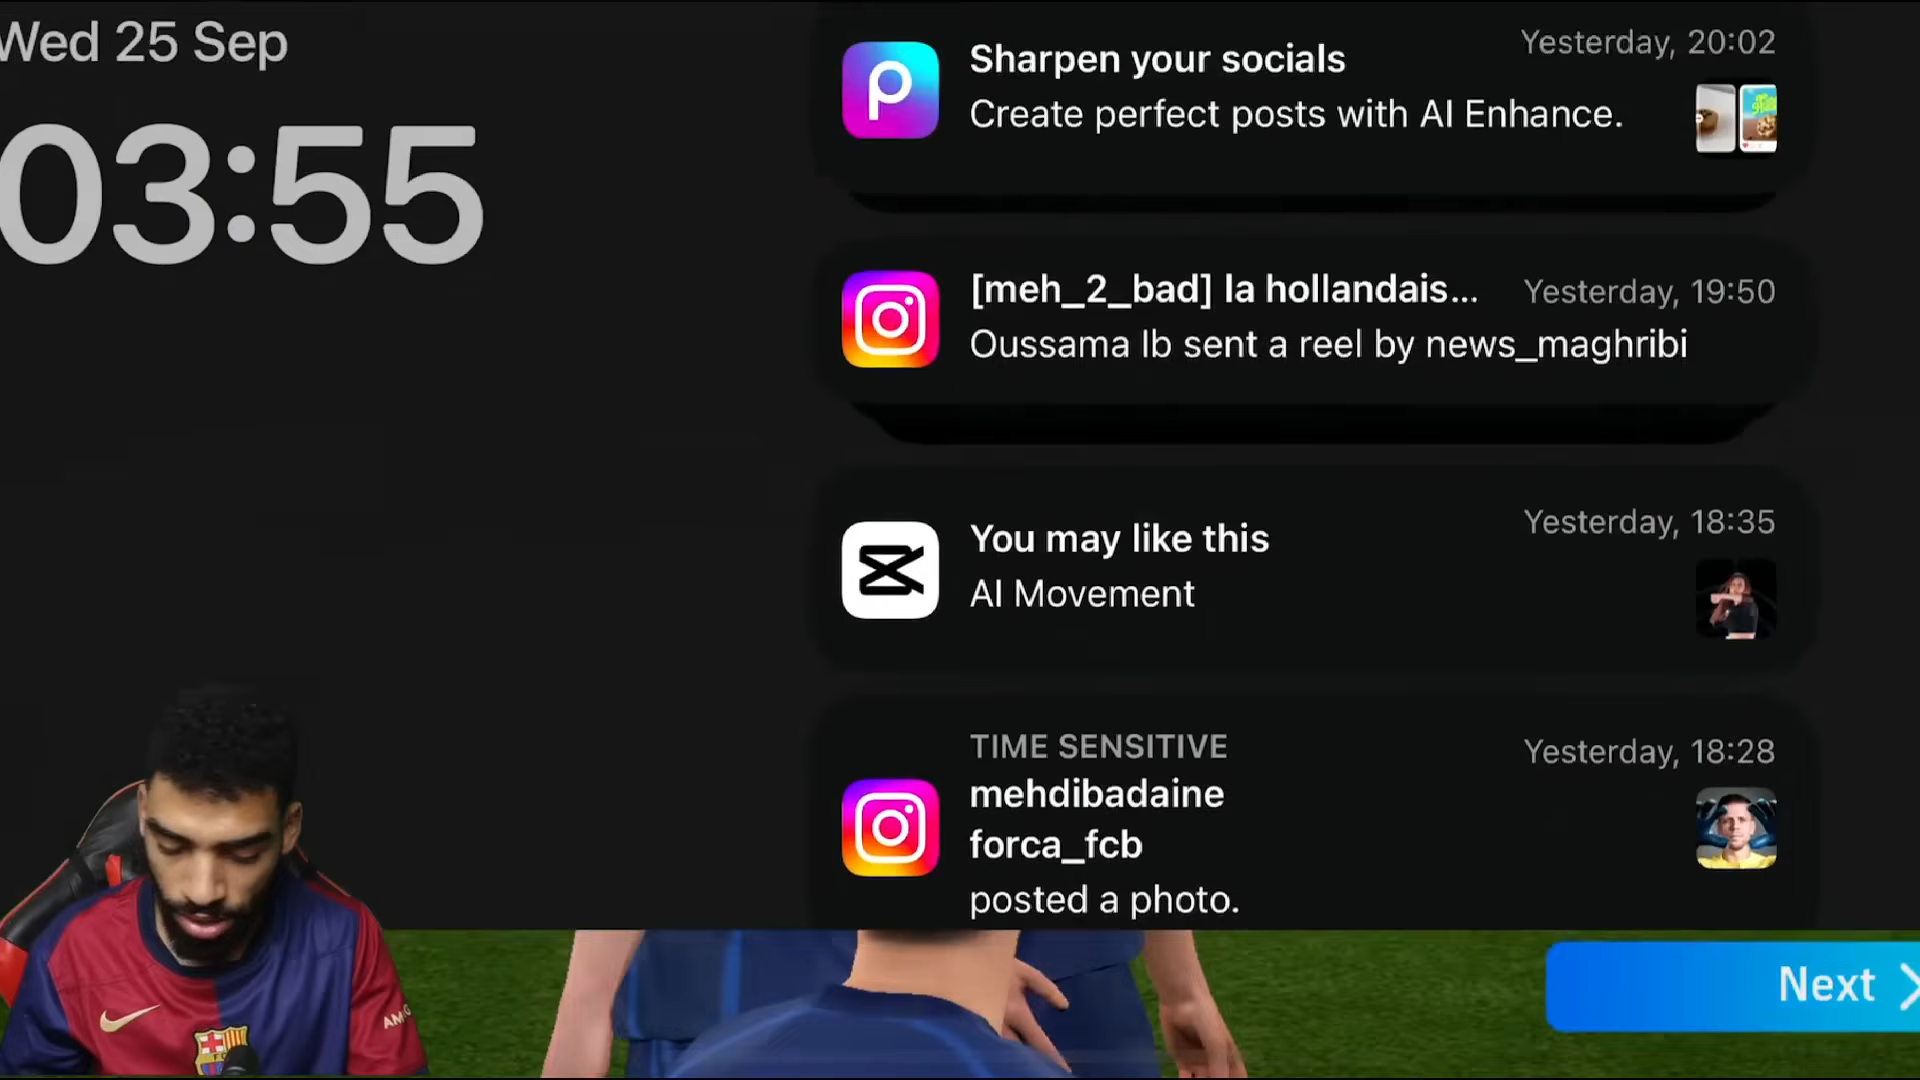 Wed 25 Sep
03:55
Sharpen your socials
Yesterday, 20:02
Create perfect posts with AI Enhance.
[meh_2_bad] la hollandais...
Yesterday, 19:50
Oussama lb sent a reel by news_maghribi
You may like this
Yesterday, 18:35
AI Movement
TIME SENSITIVE
Yesterday, 18:28
mehdibadaine
forca_fcb
posted a photo.
Next